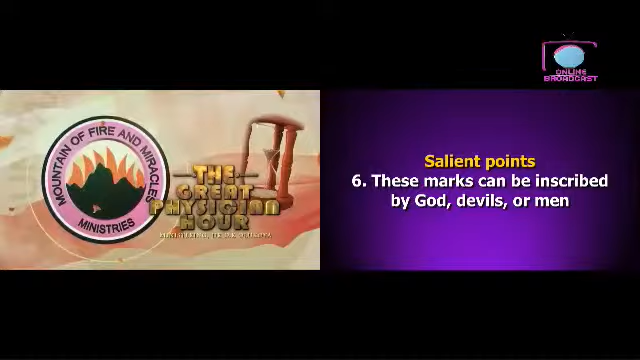 ONLINE
BROADCAST
MOUNTAIN OF FIRE AND MIRACLES
MINISTRIES
THE
GREAT
PHYSICIAN
HOUR
Salient points
6. These marks can be inscribed
by God, devils, or men